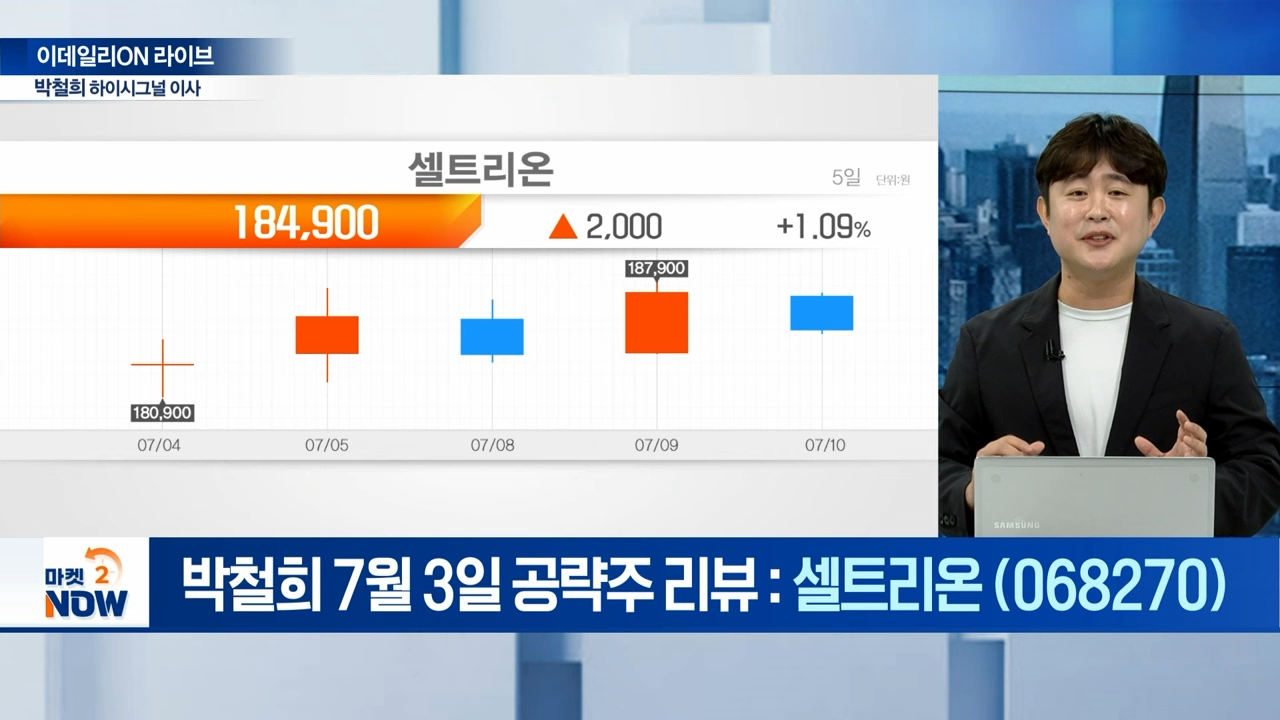 이데일리ON 라이브
박철희 하이시그널 이사
셀트리온
5일 단위:원
184,900 ▲ 2,000 +1.09%
187,900
180,900
07/04 07/05 07/08 07/09 07/10
SAMSUNG
마켓 2
NOW
박철희 7월 3일 공략주 리뷰 : 셀트리온 (068270)